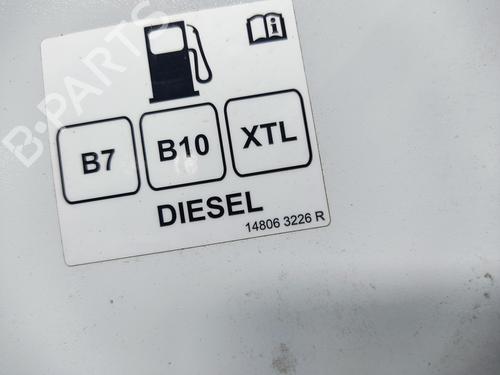 B-PARTS
B7 B10 XTL
DIESEL
14806 3226 R